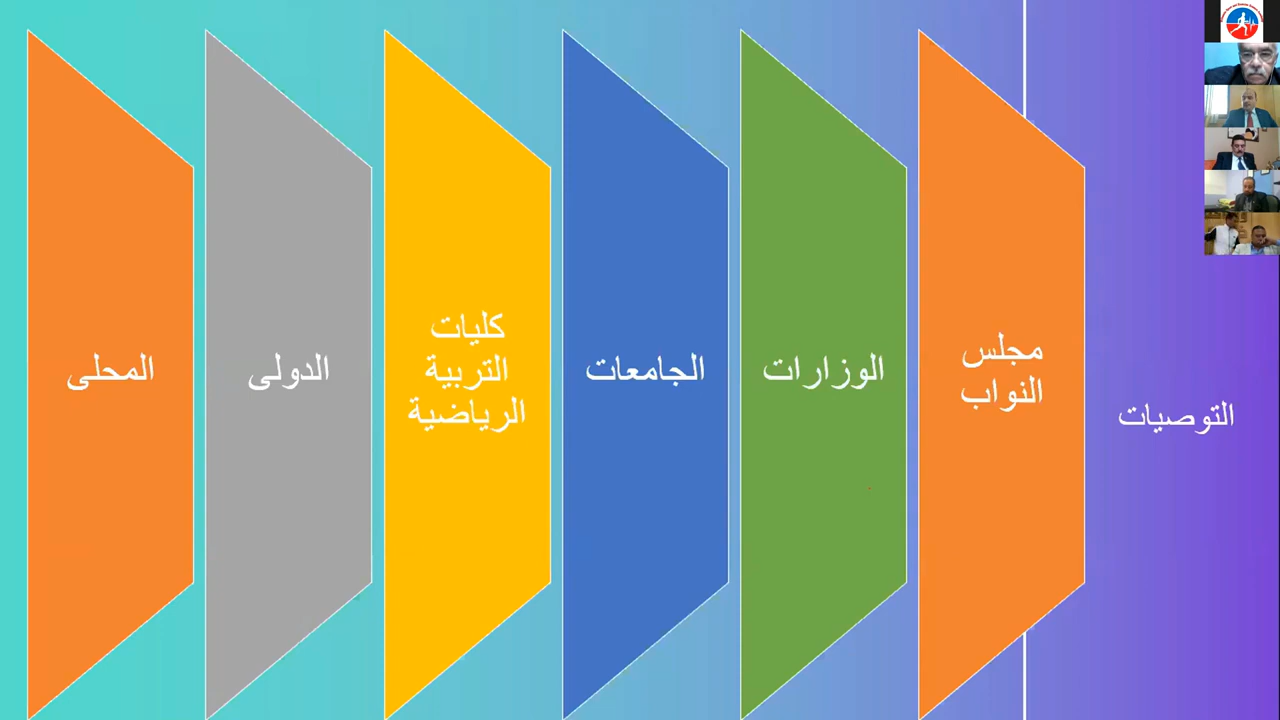 التوصيات
مجلس
النواب
الوزارات
الجامعات
كليات
التربية
الرياضية
الدولى
المحلى